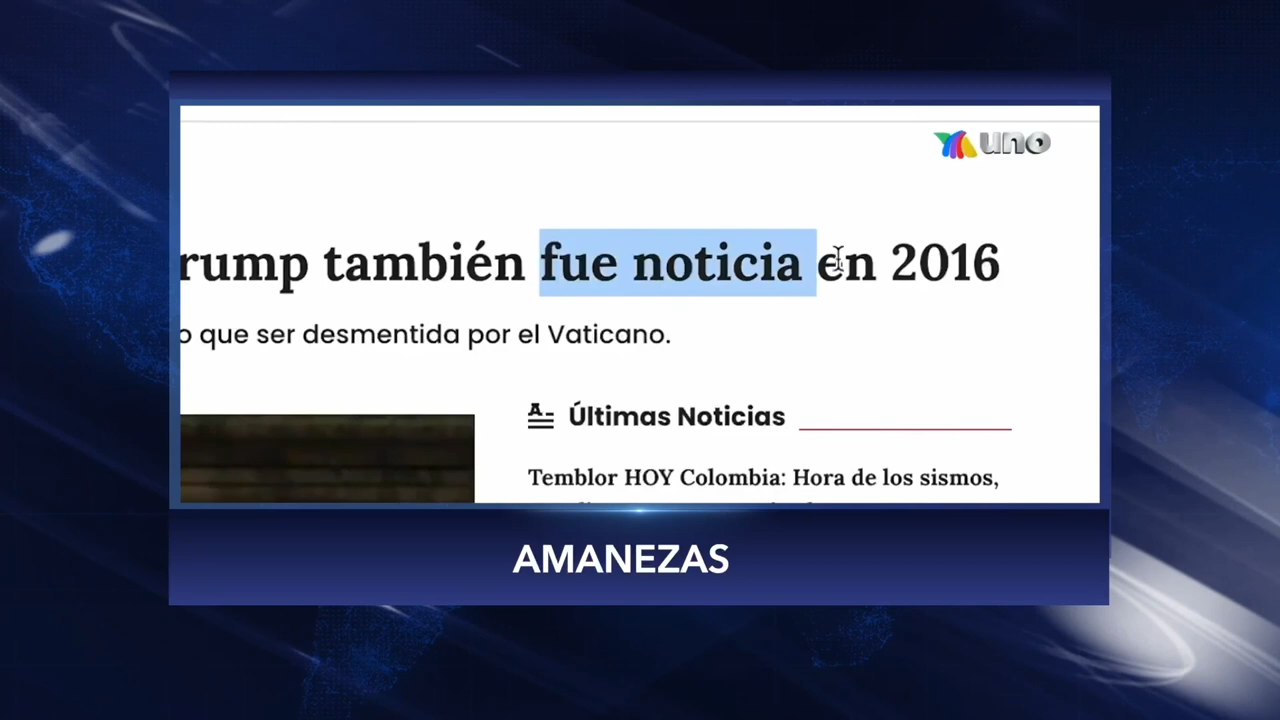 uno
rump también fue noticia en 2016
o que ser desmentida por el Vaticano.
Últimas Noticias
Temblor HOY Colombia: Hora de los sismos,
AMANEZAS